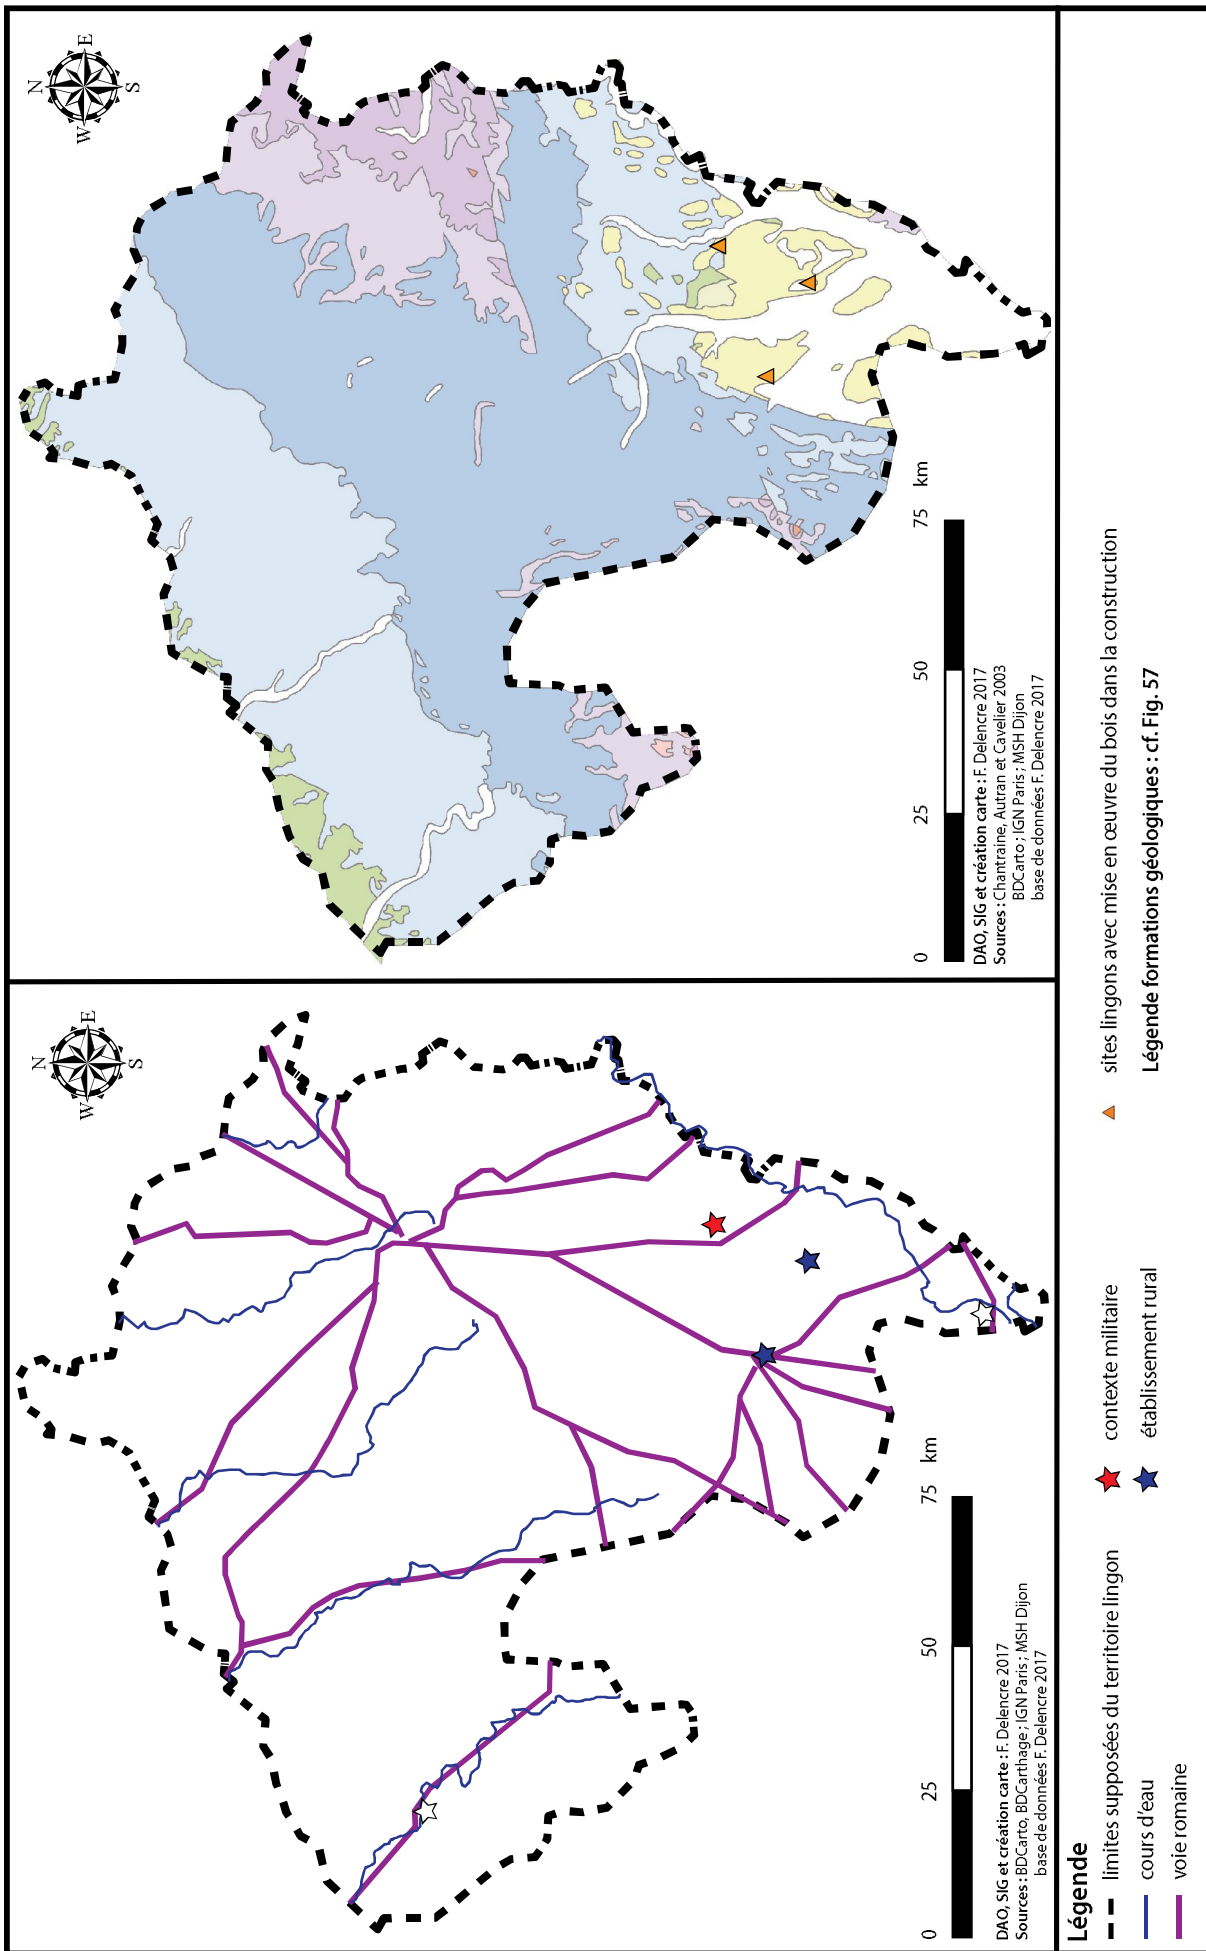 N
E
S
W
0
25
50
75
km
DAO, SIG et création carte : F. Delencre 2017
Sources : BDCarto, BDCarthage ; IGN Paris ; MSH Dijon
base de données F. Delencre 2017
N
E
S
W
0
25
50
75
km
DAO, SIG et création carte : F. Delencre 2017
Sources : Chantraine, Autran et Cavelier 2003
BDCarto ; IGN Paris ; MSH Dijon
base de données F. Delencre 2017
Légende
limites supposées du territoire lingon
cours d'eau
voie romaine
contexte militaire
établissement rural
sites lingons avec mise en œuvre du bois dans la construction
Légende formations géologiques : cf. Fig. 57